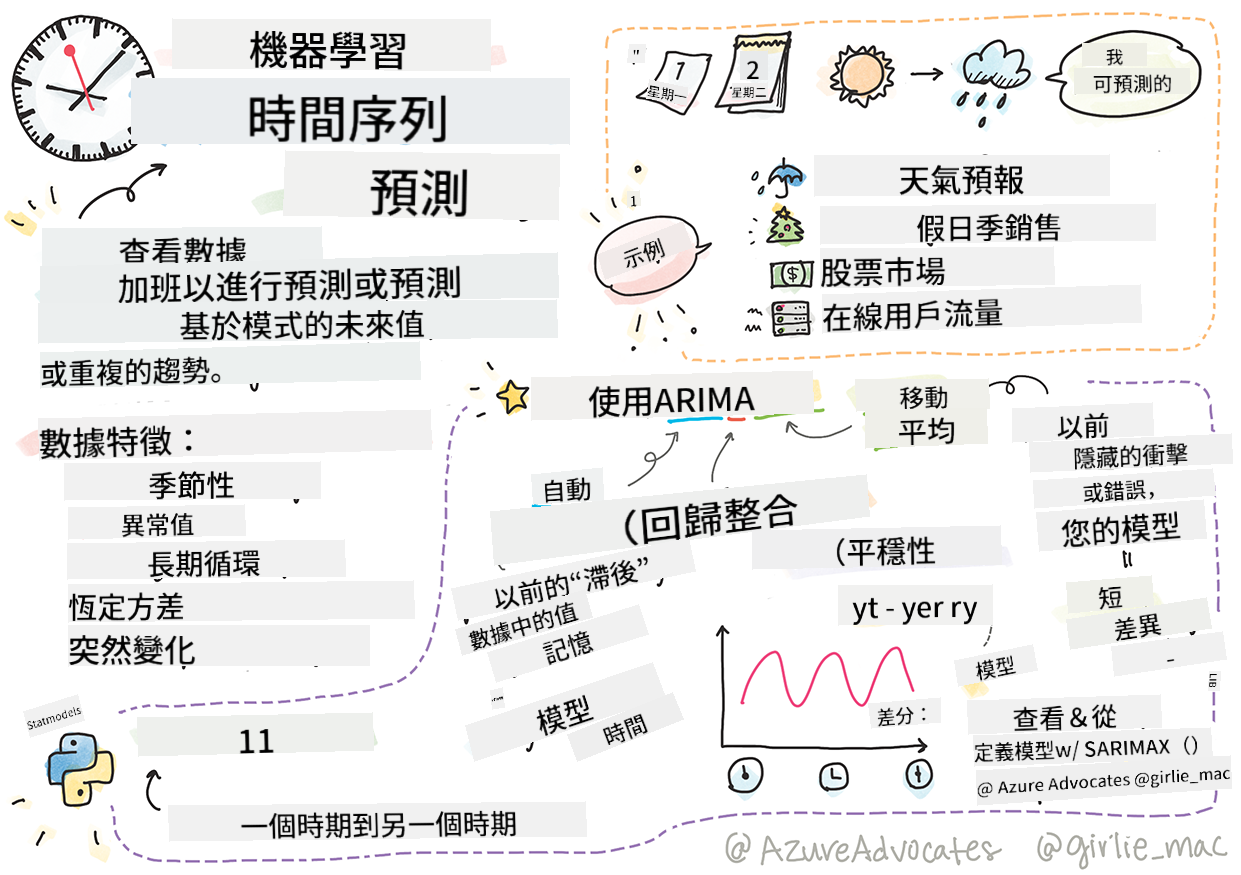 機器學習
時間序列
預測
查看數據
加班以進行預測或預測
基於模式的未來值
或重複的趨勢。
數據特徵：
季節性
異常值
長期循環
恆定方差
突然變化
"
1
星期一
2
星期二
我
可預測的
1
示例
天氣預報
假日季銷售
股票市場
($)
在線用戶流量
使用ARIMA
移動
平均
自動
（回歸整合
以前的“滯後”
數據中的值
記憶
模型
時間
（平穩性
yt - yer ry
差分：
以前
隱藏的衝擊
或錯誤，
您的模型
短
差異
-
模型
LIB
查看＆從
定義模型w/ SARIMAX（）
@ Azure Advocates @girlie_mac
Statmodels
11
一個時期到另一個時期
@AzureAdvocates @girlie_mac